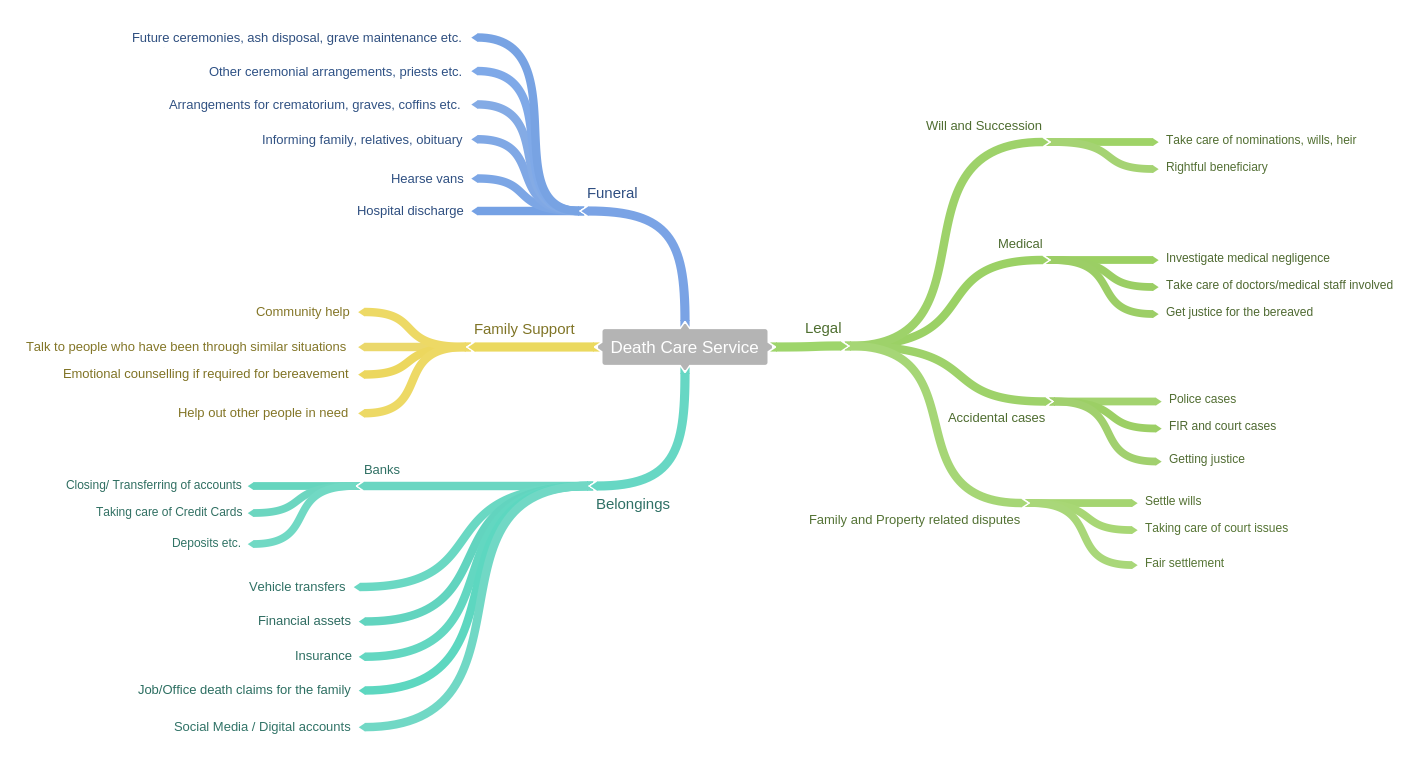 Death Care Service
Funeral
Future ceremonies, ash disposal, grave maintenance etc.
Other ceremonial arrangements, priests etc.
Arrangements for crematorium, graves, coffins etc.
Informing family, relatives, obituary
Hearse vans
Hospital discharge
Family Support
Community help
Talk to people who have been through similar situations
Emotional counselling if required for bereavement
Help out other people in need
Belongings
Banks
Closing/ Transferring of accounts
Taking care of Credit Cards
Deposits etc.
Vehicle transfers
Financial assets
Insurance
Job/Office death claims for the family
Social Media / Digital accounts
Legal
Will and Succession
Take care of nominations, wills, heir
Rightful beneficiary
Medical
Investigate medical negligence
Take care of doctors/medical staff involved
Get justice for the bereaved
Accidental cases
Police cases
FIR and court cases
Getting justice
Family and Property related disputes
Settle wills
Taking care of court issues
Fair settlement